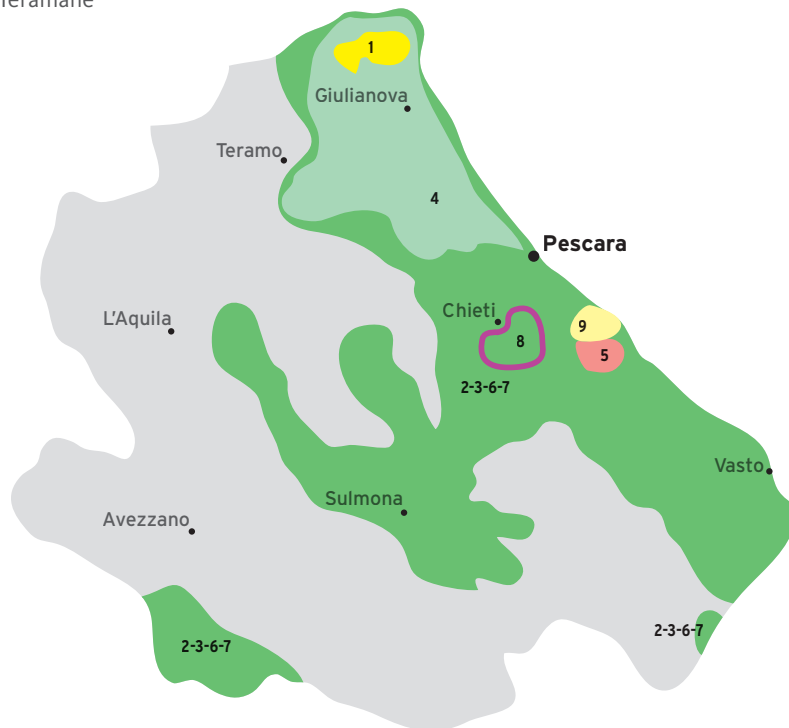 Teramane
1
Giulianova
Teramo
4
Pescara
Chieti
L'Aquila
9
8
5
2-3-6-7
Vasto
Sulmona
Avezzano
2-3-6-7
2-3-6-7